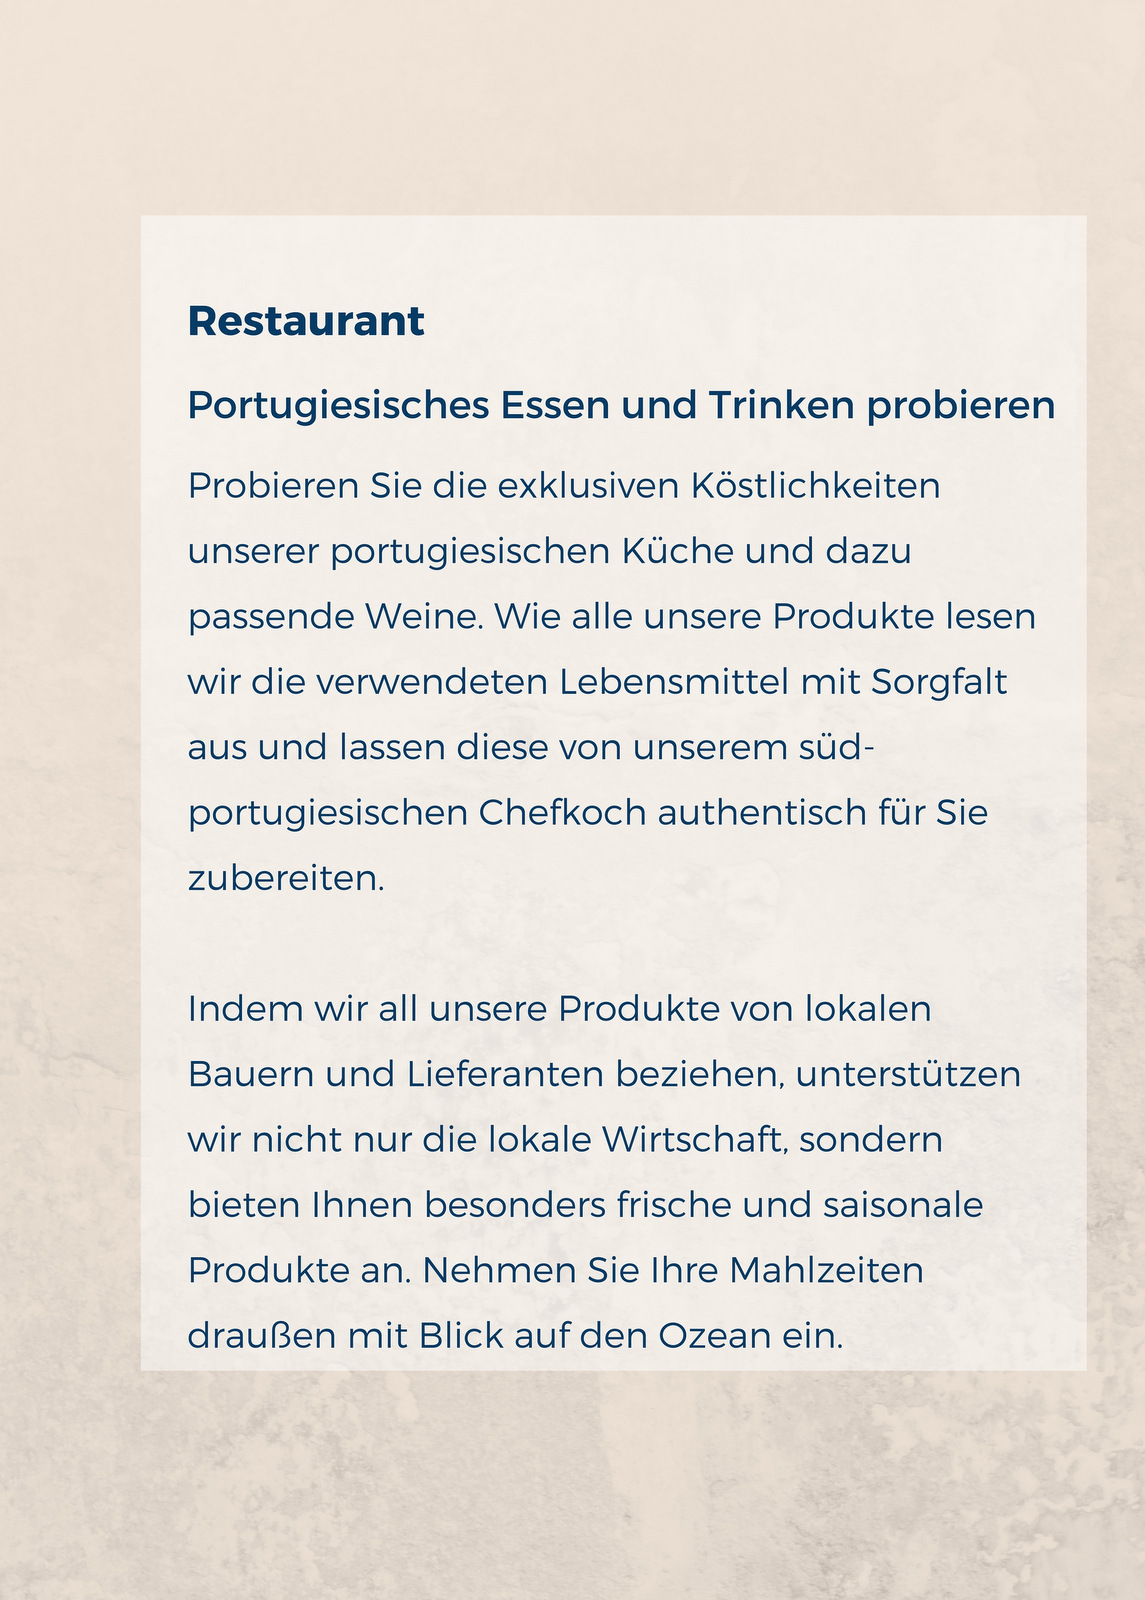 Restaurant
Portugiesisches Essen und Trinken probieren
Probieren Sie die exklusiven Köstlichkeiten
unserer portugiesischen Küche und dazu
passende Weine. Wie alle unsere Produkte lesen
wir die verwendeten Lebensmittel mit Sorgfalt
aus und lassen diese von unserem süd-
portugiesischen Chefkoch authentisch für Sie
zubereiten.
Indem wir all unsere Produkte von lokalen
Bauern und Lieferanten beziehen, unterstützen
wir nicht nur die lokale Wirtschaft, sondern
bieten Ihnen besonders frische und saisonale
Produkte an. Nehmen Sie Ihre Mahlzeiten
draußen mit Blick auf den Ozean ein.